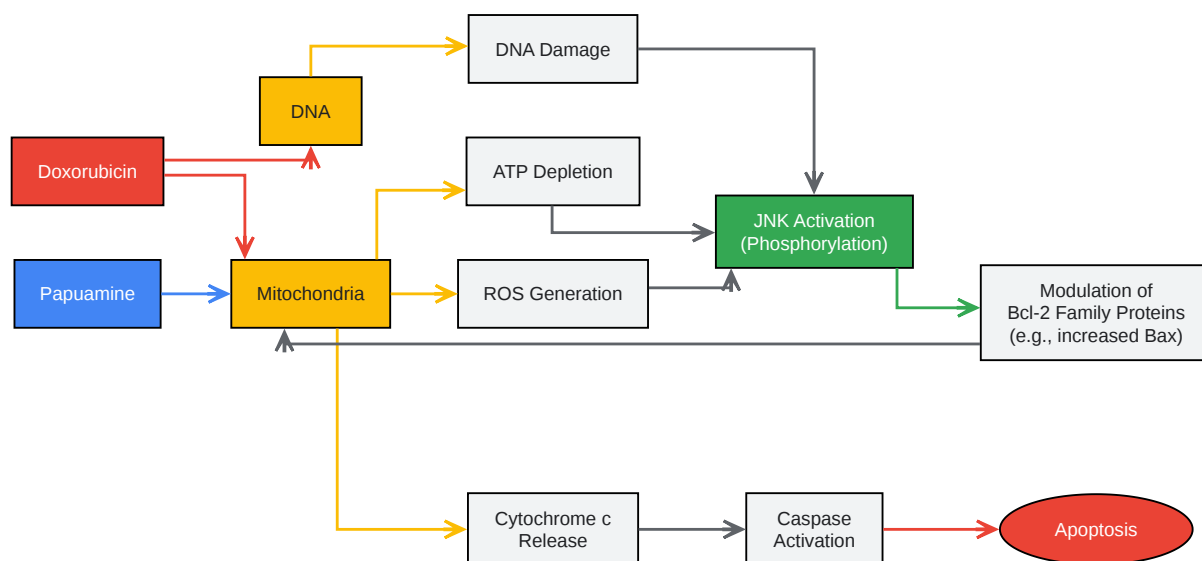 DNA Damage
DNA
Doxorubicin
ATP Depletion
JNK Activation
(Phosphorylation)
Papuamine
Mitochondria
ROS Generation
Modulation of
Bcl-2 Family Proteins
(e.g., increased Bax)
Cytochrome c
Release
Caspase
Activation
Apoptosis